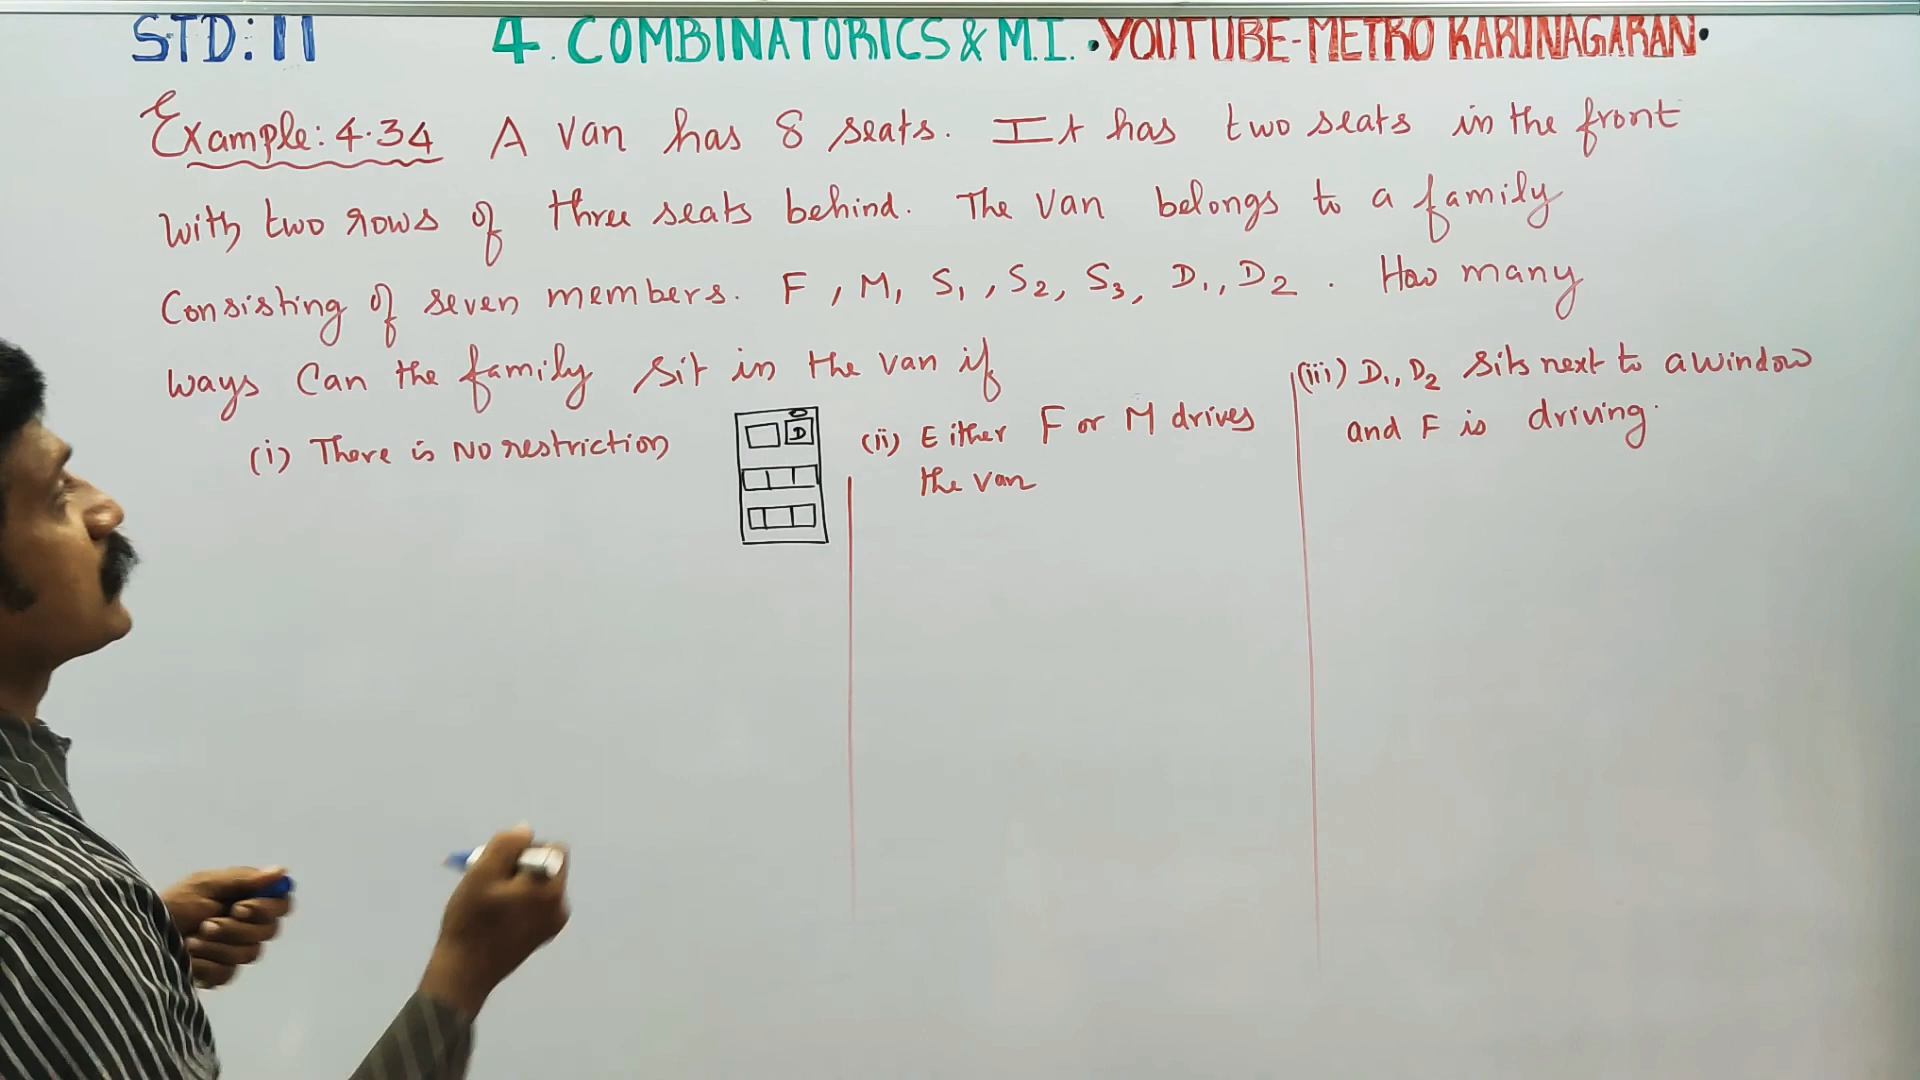 STD: 11 4. COMBINATORICS & M.I. • YOUTUBE-METRO KARUNAGARAN •
Example: 4.34 A van has 8 seats. It has two seats in the front
with two rows of three seats behind. The van belongs to a family
Consisting of seven members. F, M, S1, S2, S3, D1, D2. How many
ways can the family sit in the van if
(i) There is No restriction
D
(ii) Either F or M drives
the van
(iii) D1, D2 sits next to a window
and F is driving.